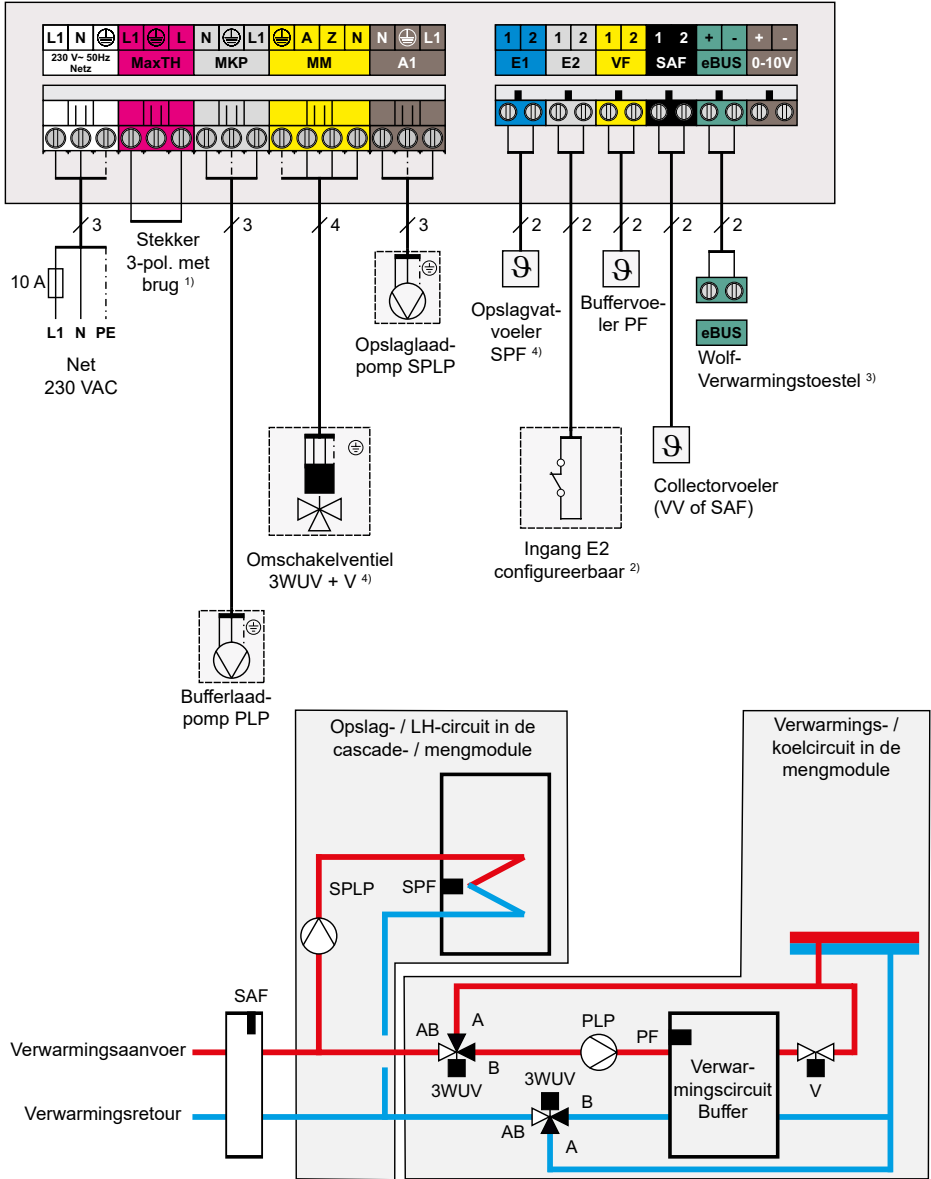 L1 N L1 L N L1 A Z N N L1
230 V~ 50Hz
Netz
MaxTH MKP MM A1
1 2 1 2 1 2 1 2 + - + -
E1 E2 VF SAF eBUS 0-10V
3
3
4
3
2
2
2
2
2
10 A
L1 N PE
Net
230 VAC
Stekker
3-pol. met
brug 1)
Opslaglaad-
pomp SPLP
ϑ
Opslagvat-
voeler
SPF 4)
ϑ
Buffervoe-
ler PF
eBUS
Wolf-
Verwarmingstoestel 3)
ϑ
Collectorvoeler
(VV of SAF)
Omschakelventiel
3WUV + V 4)
Ingang E2
configureerbaar 2)
Bufferlaad-
pomp PLP
Opslag- / LH-circuit in de
cascade- / mengmodule
Verwarmings- /
koelcircuit in de
mengmodule
SPLP
SPF
SAF
Verwarmingsaanvoer
AB
A
B
3WUV
PLP
PF
Verwar-
mingscircuit
Buffer
V
Verwarmingsretour
3WUV
B
AB
A